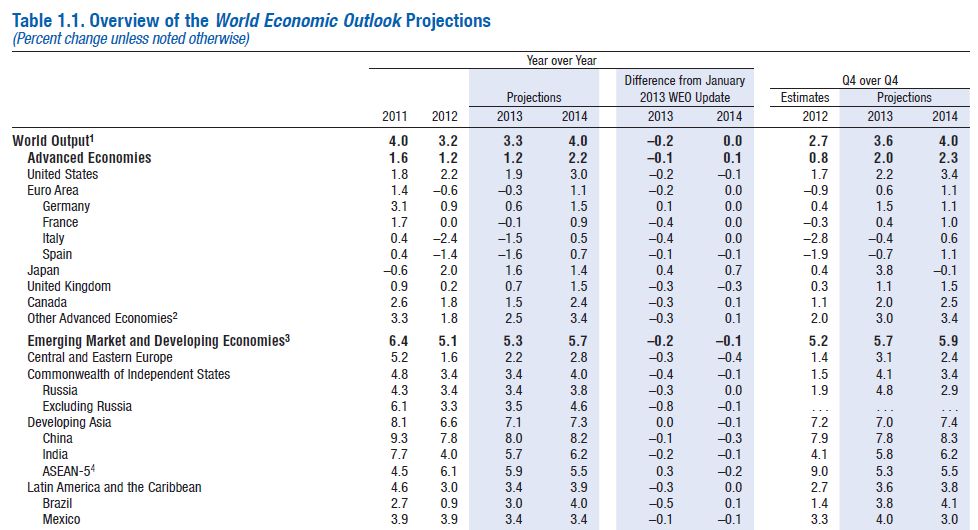 Table 1.1. Overview of the World Economic Outlook Projections
(Percent change unless noted otherwise)
Year over Year
Difference from January Q4 over Q4
Projections 2013 WEO Update Estimates Projections
2011 2012 2013 2014 2013 2014 2012 2013 2014
World Output¹ 4.0 3.2 3.3 4.0 –0.2 0.0 2.7 3.6 4.0
Advanced Economies 1.6 1.2 1.2 2.2 –0.1 0.1 0.8 2.0 2.3
United States 1.8 2.2 1.9 3.0 –0.2 –0.1 1.7 2.2 3.4
Euro Area 1.4 –0.6 –0.3 1.1 –0.2 0.0 –0.9 0.6 1.1
Germany 3.1 0.9 0.6 1.5 0.1 0.0 0.4 1.5 1.1
France 1.7 0.0 –0.1 0.9 –0.4 0.0 –0.3 0.4 1.0
Italy 0.4 –2.4 –1.5 0.5 –0.4 0.0 –2.8 –0.4 0.6
Spain 0.4 –1.4 –1.6 0.7 –0.1 –0.1 –1.9 –0.7 1.1
Japan –0.6 2.0 1.6 1.4 0.4 0.7 0.4 3.8 –0.1
United Kingdom 0.9 0.2 0.7 1.5 –0.3 –0.3 0.3 1.1 1.5
Canada 2.6 1.8 1.5 2.4 –0.3 0.1 1.1 2.0 2.5
Other Advanced Economies² 3.3 1.8 2.5 3.4 –0.3 0.1 2.0 3.0 3.4
Emerging Market and Developing Economies³ 6.4 5.1 5.3 5.7 –0.2 –0.1 5.2 5.7 5.9
Central and Eastern Europe 5.2 1.6 2.2 2.8 –0.3 –0.4 1.4 3.1 2.4
Commonwealth of Independent States 4.8 3.4 3.4 4.0 –0.4 –0.1 1.5 4.1 3.4
Russia 4.3 3.4 3.4 3.8 –0.3 0.0 1.9 4.8 2.9
Excluding Russia 6.1 3.3 3.5 4.6 –0.8 –0.1 . . . . . . . . .
Developing Asia 8.1 6.6 7.1 7.3 0.0 –0.1 7.2 7.0 7.4
China 9.3 7.8 8.0 8.2 –0.1 –0.3 7.9 7.8 8.3
India 7.7 4.0 5.7 6.2 –0.2 –0.1 4.1 5.8 6.2
ASEAN-5⁴ 4.5 6.1 5.9 5.5 0.3 –0.2 9.0 5.3 5.5
Latin America and the Caribbean 4.6 3.0 3.4 3.9 –0.3 0.0 2.7 3.6 3.8
Brazil 2.7 0.9 3.0 4.0 –0.5 0.1 1.4 3.8 4.1
Mexico 3.9 3.9 3.4 3.4 –0.1 –0.1 3.3 4.0 3.0